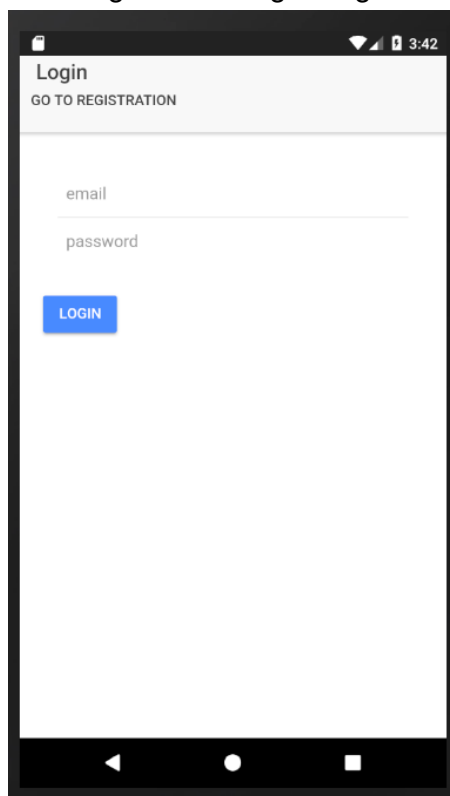 3:42
Login
GO TO REGISTRATION
email
password
LOGIN